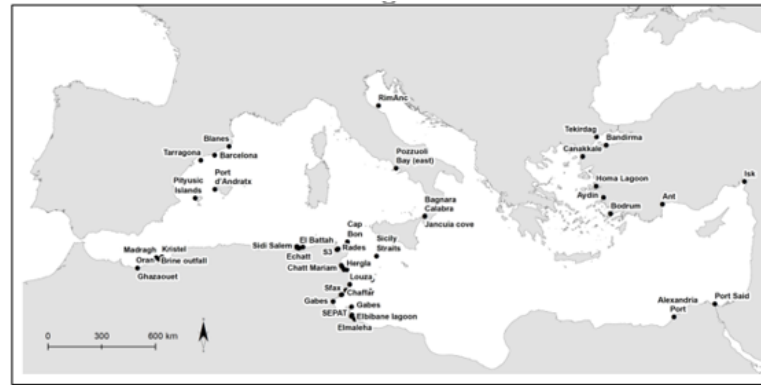 RimAnc
Blanes
Barcelona
Tarragona
Port
d'Andratx
Pityusic
Islands
Tekirdag
Bandirma
Canakkale
Pozzuoli
Bay (east)
Homa Lagoon
Isk
Aydin
Ant
Bodrum
Bagnara
Calabra
Jancuia cove
Cap
Bon
Sicily
Straits
El Battah
Sidi Salem
Rades
S3
Echatt
Madragh
Kristel
Oran
Brine outfall
Ghazaouet
Chatt Mariam
Hergla
Louza
Sfax
Chaffar
Gabes
Gabes
SEPAT
Elbibane lagoon
Elmaleha
Alexandria
Port
Port Said
0 300 600 km